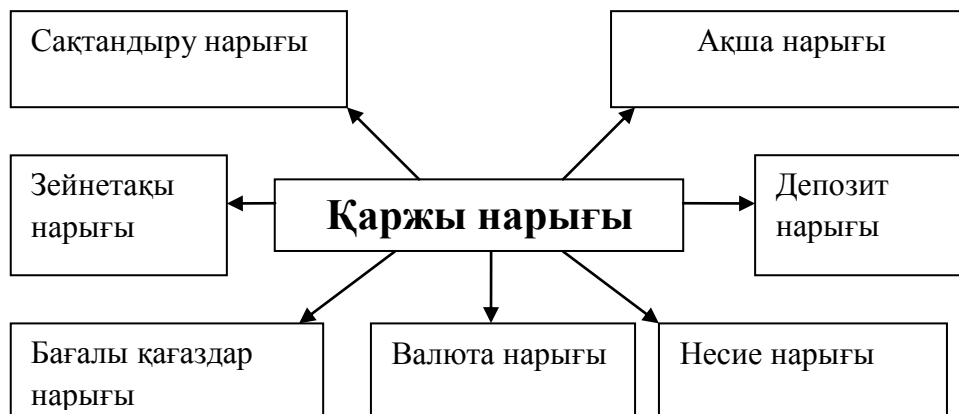 Сақтандыру нарығы
Ақша нарығы
Зейнетақы
нарығы
Қаржы нарығы
Депозит
нарығы
Бағалы қағаздар
нарығы
Валюта нарығы
Несие нарығы